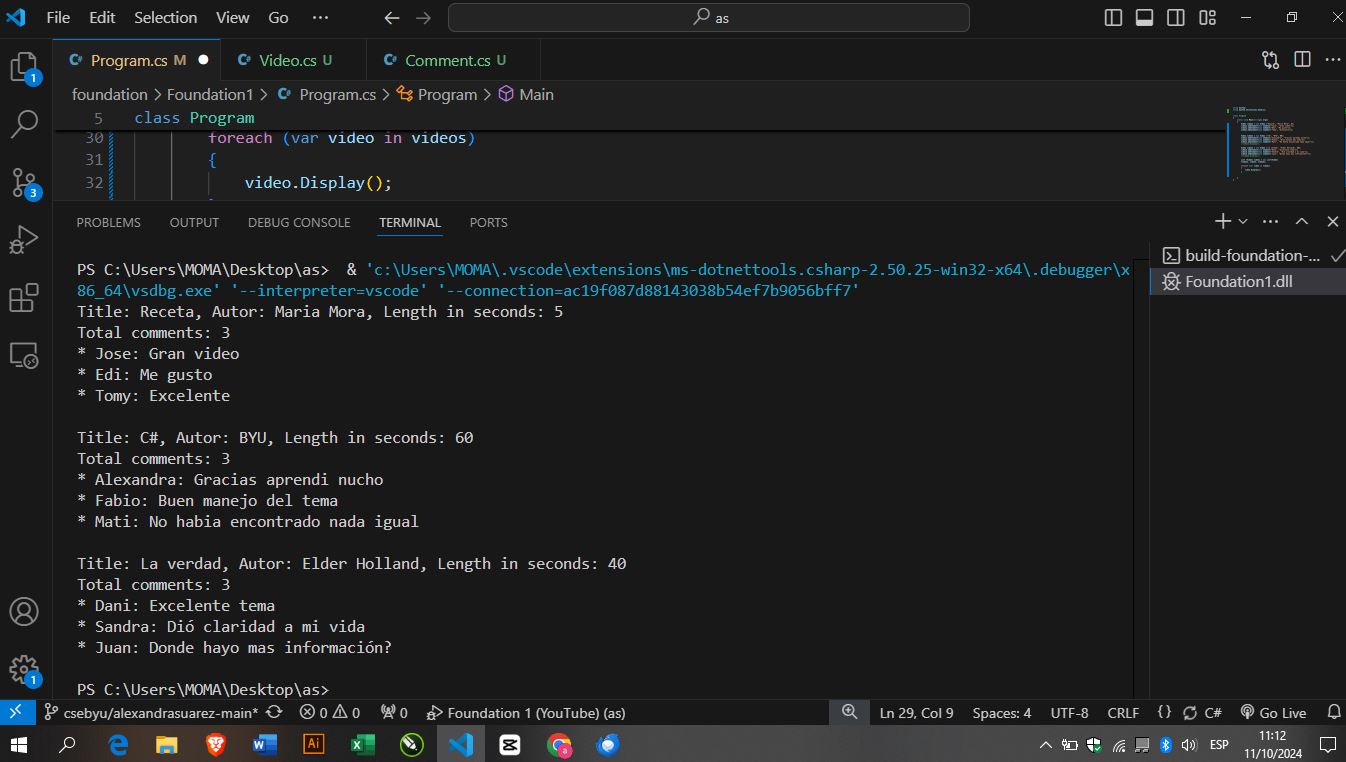 File Edit Selection View Go ··· as
Program.cs M Video.cs U Comment.cs U
foundation > Foundation1 > Program.cs > Program > Main
5 class Program
30 foreach (var video in videos)
31 {
32 video.Display();
PROBLEMS OUTPUT DEBUG CONSOLE TERMINAL PORTS
build-foundation-...
Foundation1.dll
PS C:\Users\MOMA\Desktop\as>  & 'c:\Users\MOMA\.vscode\extensions\ms-dotnettools.csharp-2.50.25-win32-x64\.debugger\x
86_64\vsdbg.exe' '--interpreter=vscode' '--connection=ac19f087d88143038b54ef7b9056bff7'
Title: Receta, Autor: Maria Mora, Length in seconds: 5
Total comments: 3
* Jose: Gran video
* Edi: Me gusto
* Tomy: Excelente
Title: C#, Autor: BYU, Length in seconds: 60
Total comments: 3
* Alexandra: Gracias aprendi nucho
* Fabio: Buen manejo del tema
* Mati: No habia encontrado nada igual
Title: La verdad, Autor: Elder Holland, Length in seconds: 40
Total comments: 3
* Dani: Excelente tema
* Sandra: Dió claridad a mi vida
* Juan: Donde hayo mas información?
PS C:\Users\MOMA\Desktop\as>
1
3
1
csebyu/alexandrasuarez-main* 0 0 0 Foundation 1 (YouTube) (as) Ln 29, Col 9 Spaces: 4 UTF-8 CRLF {} C# Go Live
Ai ESP 11:12
11/10/2024